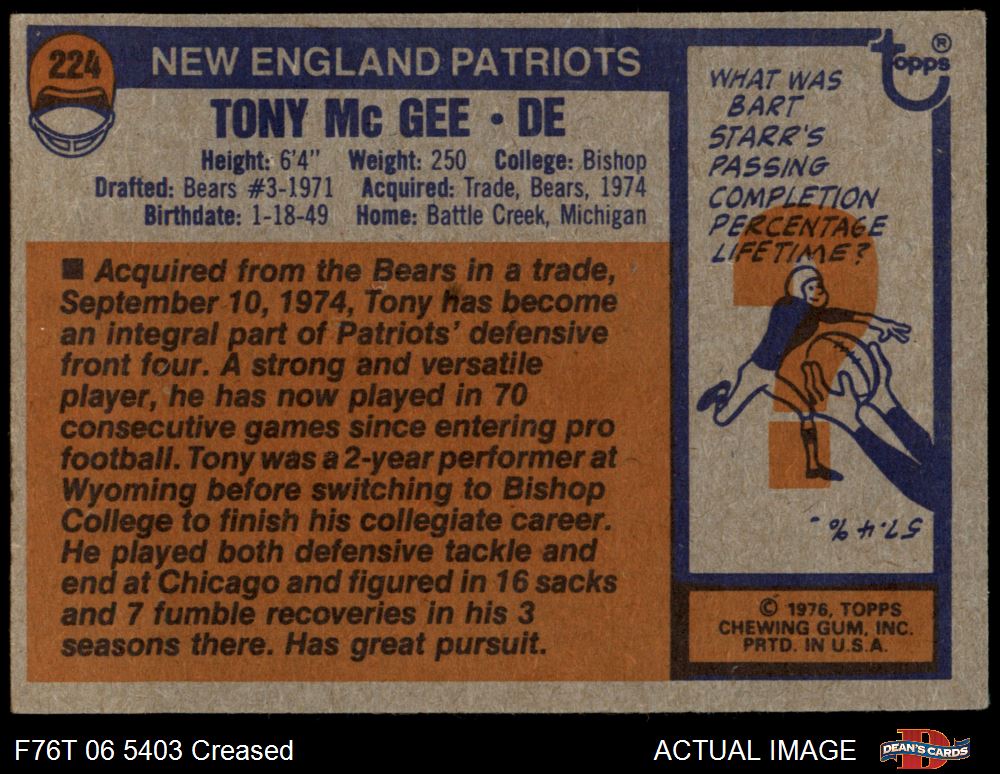 224
NEW ENGLAND PATRIOTS
TONY Mc GEE • DE
Height: 6'4" Weight: 250 College: Bishop
Drafted: Bears #3-1971 Acquired: Trade, Bears, 1974
Birthdate: 1-18-49 Home: Battle Creek, Michigan
■ Acquired from the Bears in a trade,
September 10, 1974, Tony has become
an integral part of Patriots' defensive
front four. A strong and versatile
player, he has now played in 70
consecutive games since entering pro
football. Tony was a 2-year performer at
Wyoming before switching to Bishop
College to finish his collegiate career.
He played both defensive tackle and
end at Chicago and figured in 16 sacks
and 7 fumble recoveries in his 3
seasons there. Has great pursuit.
topps®
WHAT WAS
BART
STARR'S
PASSING
COMPLETION
PERCENTAGE
LIFETIME?
?
57.4%.
© 1976, TOPPS
CHEWING GUM, INC.
PRTD. IN U.S.A.
F76T 06 5403 Creased
ACTUAL IMAGE
DEAN'S CARDS